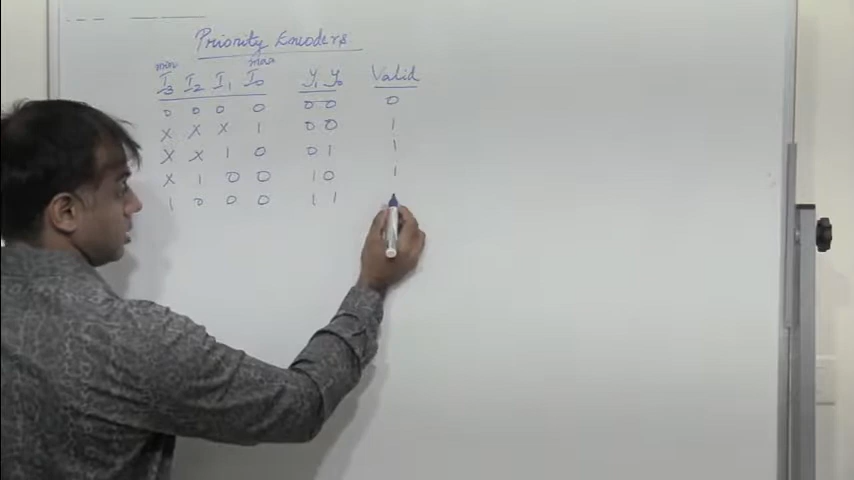 Priority Encoders
min max
I3 I2 I1 I0 Y1 Y0 Valid
0 0 0 0 0 0 0
X X X 1 0 0 1
X X 1 0 0 1 1
X 1 0 0 1 0 1
1 0 0 0 1 1